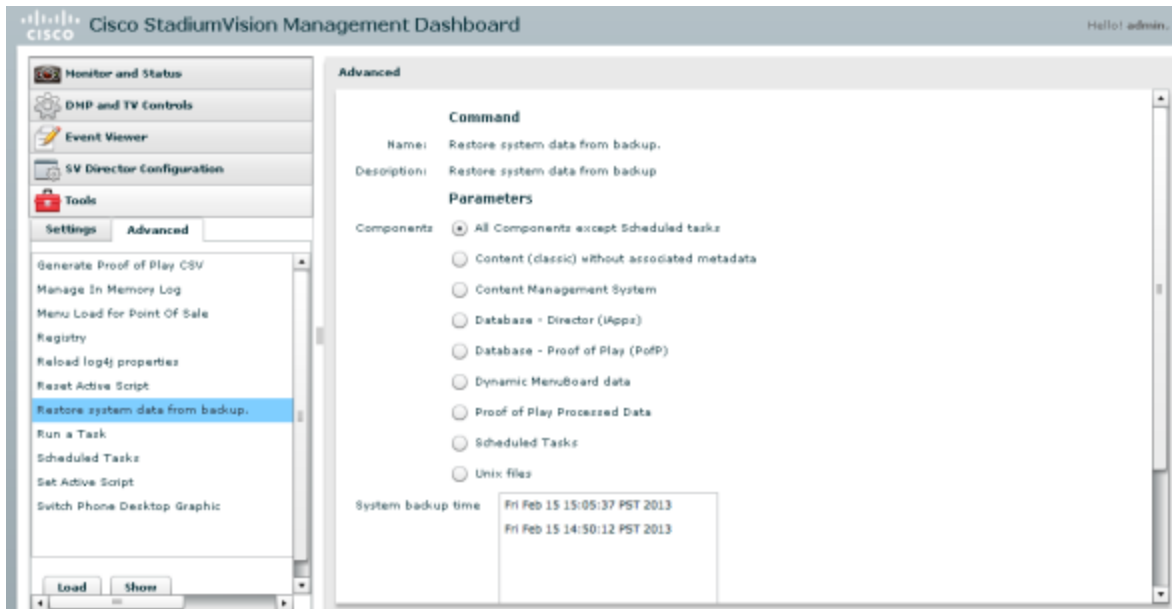 CISCO Cisco StadiumVision Management Dashboard
Hello! admin.
Monitor and Status
DMP and TV Controls
Event Viewer
SV Director Configuration
Tools
Settings Advanced
Generate Proof of Play CSV
Manage In Memory Log
Menu Load for Point Of Sale
Registry
Reload log4j properties
Reset Active Script
Restore system data from backup.
Run a Task
Scheduled Tasks
Set Active Script
Switch Phone Desktop Graphic
Load Show
Advanced
Command
Name: Restore system data from backup.
Description: Restore system data from backup
Parameters
Components All Components except Scheduled tasks
Content (classic) without associated metadata
Content Management System
Database - Director (iApps)
Database - Proof of Play (PofP)
Dynamic MenuBoard data
Proof of Play Processed Data
Scheduled Tasks
Unix files
System backup time Fri Feb 15 15:05:37 PST 2013
Fri Feb 15 14:50:12 PST 2013